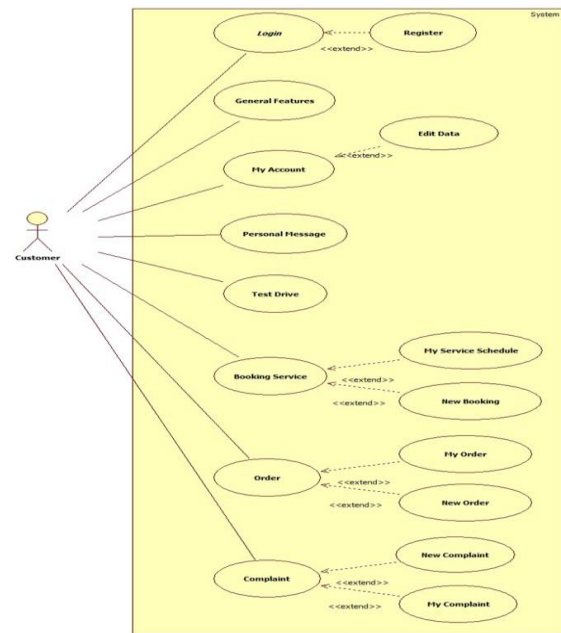 System
Login
Register
<<extend>>
General Features
Edit Data
<<extend>>
My Account
Personal Message
Customer
Test Drive
My Service Schedule
<<extend>>
Booking Service
New Booking
<<extend>>
My Order
Order
<<extend>>
New Order
<<extend>>
New Complaint
Complaint
<<extend>>
My Complaint
<<extend>>